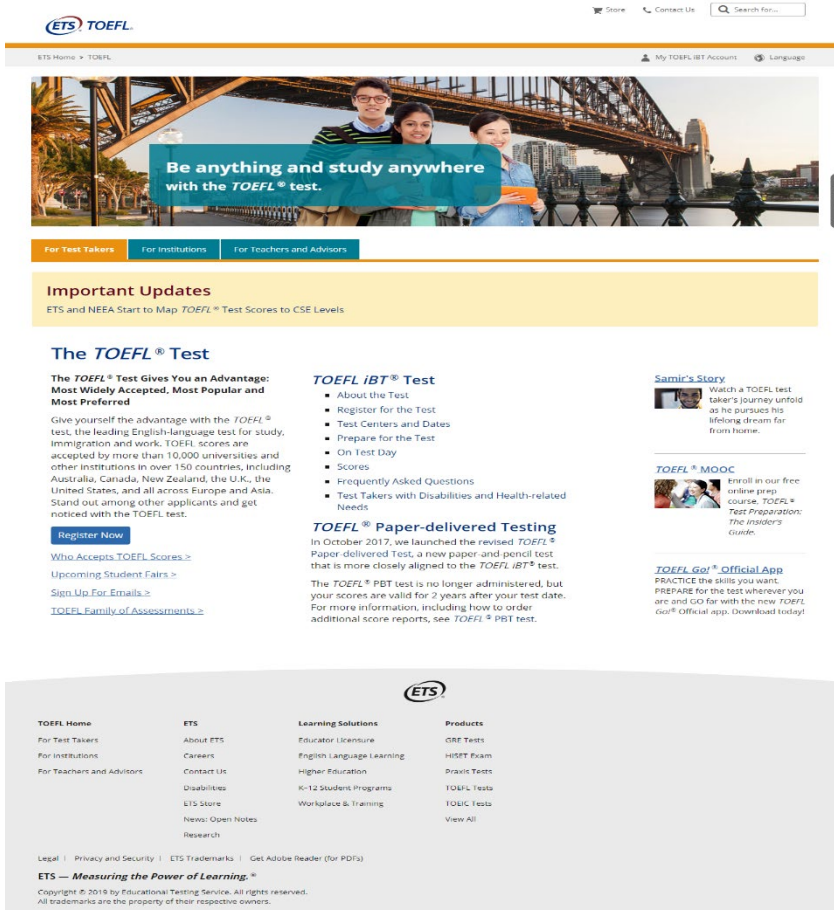 Store Contact Us Search for...
ETS TOEFL.
ETS Home > TOEFL My TOEFL iBT Account Language
Be anything and study anywhere
with the TOEFL® test.
For Test Takers For Institutions For Teachers and Advisors
Important Updates
ETS and NEEA Start to Map TOEFL® Test Scores to CSE Levels
The TOEFL® Test
The TOEFL® Test Gives You an Advantage:
Most Widely Accepted, Most Popular and
Most Preferred
Give yourself the advantage with the TOEFL®
test, the leading English-language test for study,
immigration and work. TOEFL scores are
accepted by more than 10,000 universities and
other institutions in over 150 countries, including
Australia, Canada, New Zealand, the U.K., the
United States, and all across Europe and Asia.
Stand out among other applicants and get
noticed with the TOEFL test.
Register Now
Who Accepts TOEFL Scores >
Upcoming Student Fairs >
Sign Up For Emails >
TOEFL Family of Assessments >
TOEFL iBT® Test
About the Test
Register for the Test
Test Centers and Dates
Prepare for the Test
On Test Day
Scores
Frequently Asked Questions
Test Takers with Disabilities and Health-related
Needs
TOEFL® Paper-delivered Testing
In October 2017, we launched the revised TOEFL®
Paper-delivered Test, a new paper-and-pencil test
that is more closely aligned to the TOEFL iBT® test.
The TOEFL® PBT test is no longer administered, but
your scores are valid for 2 years after your test date.
For more information, including how to order
additional score reports, see TOEFL® PBT test.
Samir's Story
Watch a TOEFL test
taker's journey unfold
as he pursues his
lifelong dream far
from home.
TOEFL® MOOC
Enroll in our free
online prep
course, TOEFL®
Test Preparation:
The Insider's
Guide.
TOEFL Go!® Official App
PRACTICE the skills you want,
PREPARE for the test wherever you
are and GO far with the new TOEFL
Go!® Official app. Download today!
ETS
TOEFL Home
For Test Takers
For Institutions
For Teachers and Advisors
ETS
About ETS
Careers
Contact Us
Disabilities
ETS Store
News: Open Notes
Research
Learning Solutions
Educator Licensure
English Language Learning
Higher Education
K–12 Student Programs
Workplace & Training
Products
GRE Tests
HiSET Exam
Praxis Tests
TOEFL Tests
TOEIC Tests
View All
Legal | Privacy and Security | ETS Trademarks | Get Adobe Reader (for PDFs)
ETS — Measuring the Power of Learning.®
Copyright © 2019 by Educational Testing Service. All rights reserved.
All trademarks are the property of their respective owners.